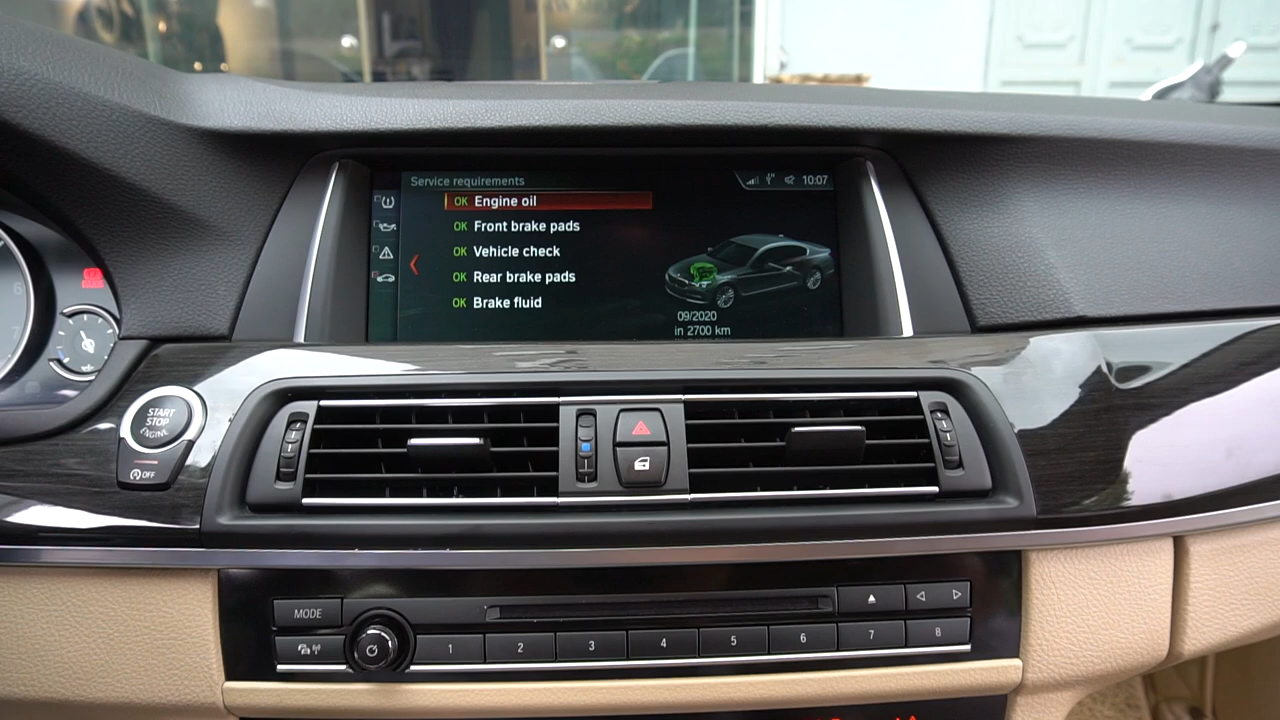 Service requirements
10:07
OK Engine oil
OK Front brake pads
OK Vehicle check
OK Rear brake pads
OK Brake fluid
09/2020
in 2700 km
6
START
STOP
ENGINE
OFF
MODE
1
2
3
4
5
6
7
8